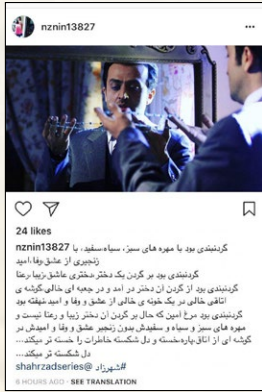 nznin13827
24 likes
nznin13827 گردنبندی بود با مهره های سبز، سیاه،سفید، با
زنجیری از عشق،وفا،امید
گردنبندی بود بر گردن یک دختر،دختری عاشق،زیبا،رعنا
گردنبندی بود از گردن آن دختر در آمد و در جعبه ای خالی،گوشه ی
اتاقی خالی در یک خونه ی خالی از عشق و وفا و امید نهفته بود
گردنبندی بود مرغ آمین که حال بر گردن آن دختر زیبا و رعنا نیست و
مهره های سبز و سیاه و سفیدش بدون زنجیر عشق و وفا و امیدش در
گوشه ای از اتاق،پاره،خسته و دل شکسته خاطرات را خسته تر میکند...
دل شکسته تر میکند...
#شهرزاد @shahrzadseries
6 HOURS AGO · SEE TRANSLATION